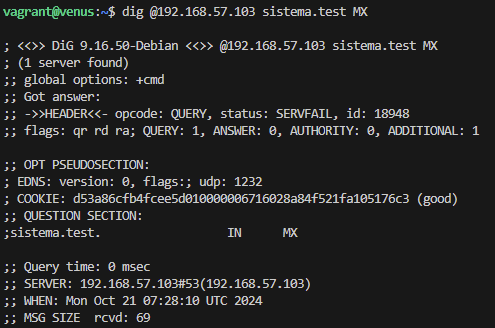 vagrant@venus:~$ dig @192.168.57.103 sistema.test MX

; <<>> DiG 9.16.50-Debian <<>> @192.168.57.103 sistema.test MX
; (1 server found)
;; global options: +cmd
;; Got answer:
;; ->>HEADER<<- opcode: QUERY, status: SERVFAIL, id: 18948
;; flags: qr rd ra; QUERY: 1, ANSWER: 0, AUTHORITY: 0, ADDITIONAL: 1

;; OPT PSEUDOSECTION:
; EDNS: version: 0, flags:; udp: 1232
; COOKIE: d53a86cfb4fcee5d010000006716028a84f521fa105176c3 (good)
;; QUESTION SECTION:
;sistema.test.			IN	MX

;; Query time: 0 msec
;; SERVER: 192.168.57.103#53(192.168.57.103)
;; WHEN: Mon Oct 21 07:28:10 UTC 2024
;; MSG SIZE  rcvd: 69